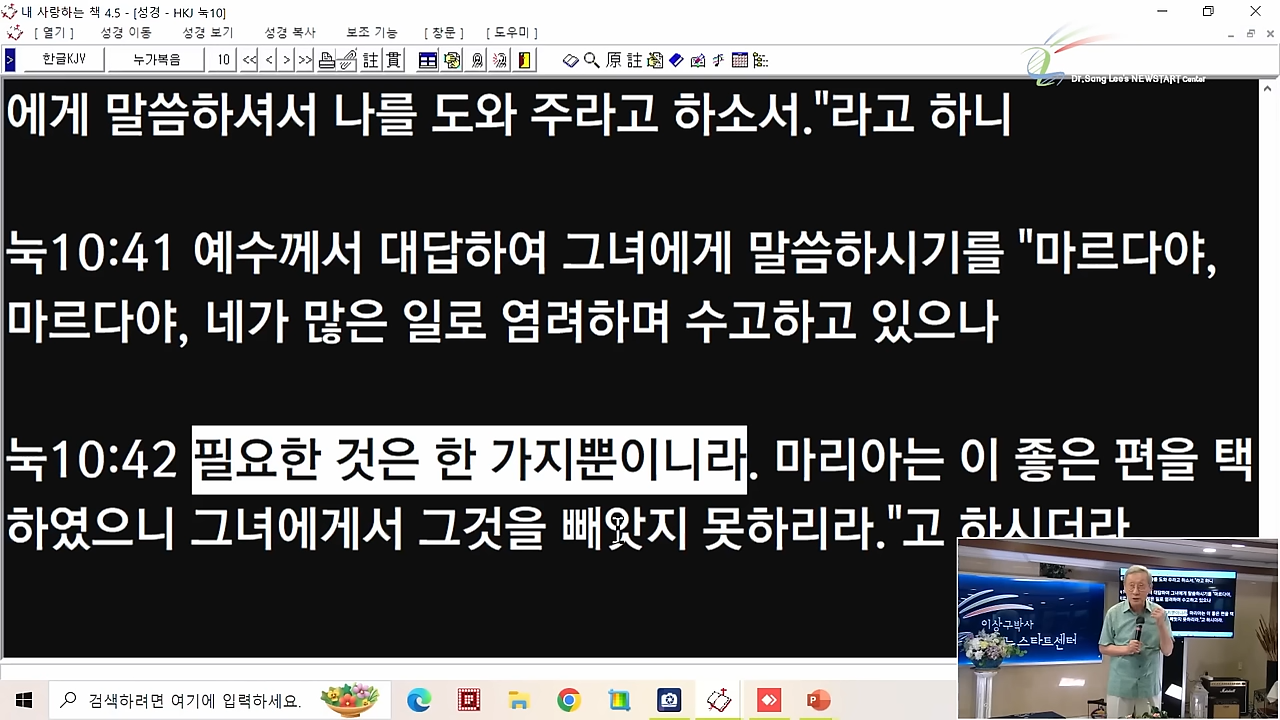 내 사랑하는 책 4.5 - [성경 - HKJ 눅10]
[ 열기 ] 성경 이동 성경 보기 성경 복사 보조 기능 [ 장문 ] [ 도우미 ]
> 한글KJV 누가복음 10 << < > >> 註 貫 原 註
Dr.Sang Lee's NEWSTART Center
에게 말씀하셔서 나를 도와 주라고 하소서."라고 하니
눅10:41 예수께서 대답하여 그녀에게 말씀하시기를 "마르다야,
마르다야, 네가 많은 일로 염려하며 수고하고 있으나
눅10:42 필요한 것은 한 가지뿐이니라. 마리아는 이 좋은 편을 택
하였으니 그녀에게서 그것을 빼앗지 못하리라."고 하시더라
이상구박사
뉴스타트센터
검색하려면 여기에 입력하세요.